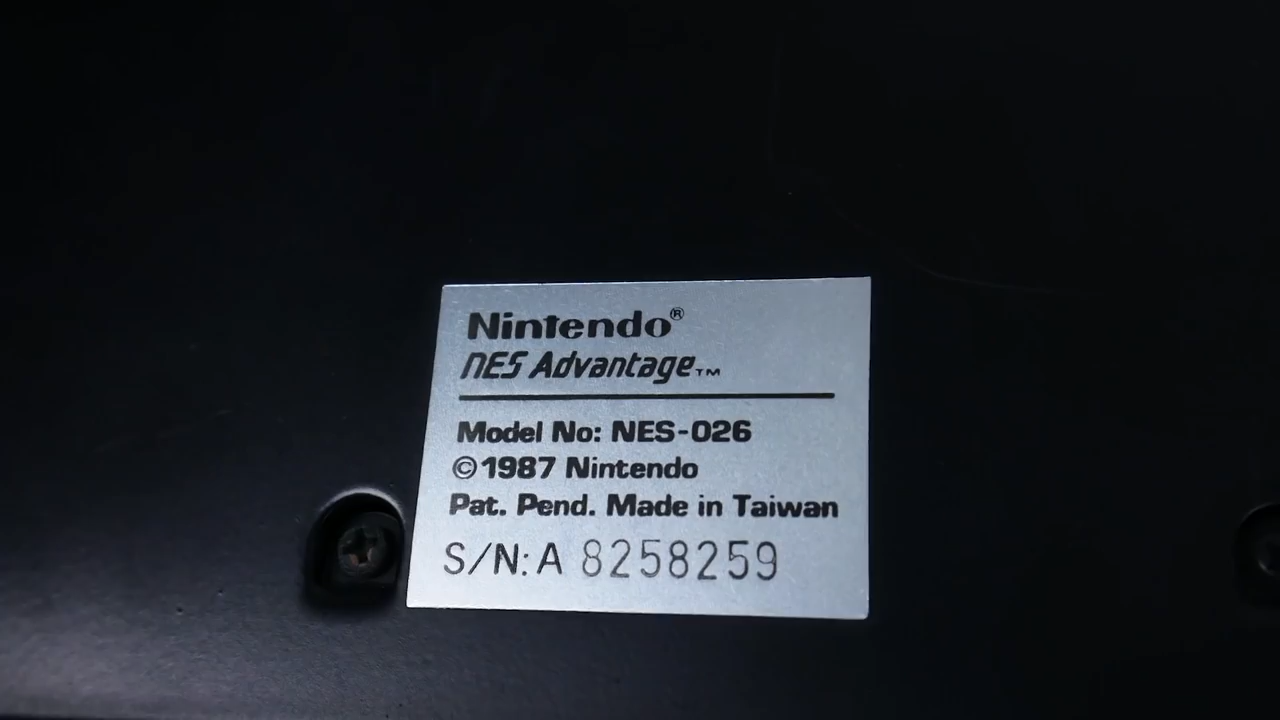 Nintendo®
NES Advantage™
Model No: NES-026
©1987 Nintendo
Pat. Pend. Made in Taiwan
S/N: A 8258259